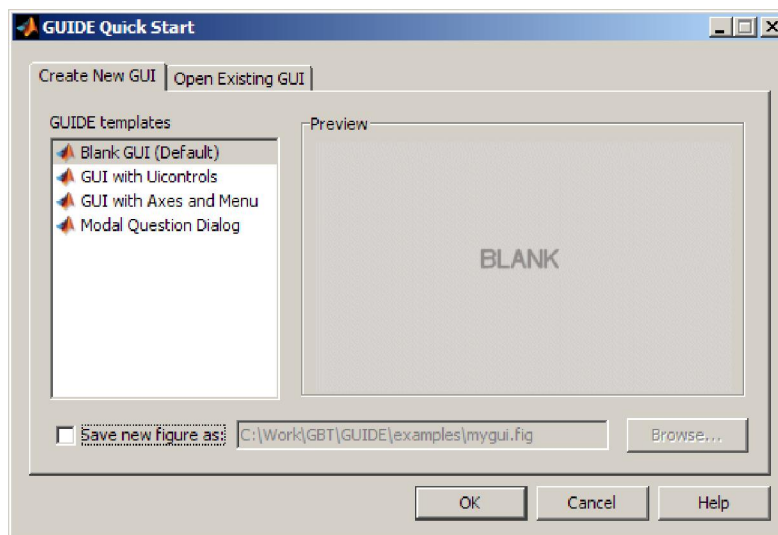 GUIDE Quick Start
Create New GUI
Open Existing GUI
GUIDE templates
Preview
Blank GUI (Default)
GUI with Uicontrols
GUI with Axes and Menu
Modal Question Dialog
BLANK
Save new figure as:
C:\Work\GBT\GUIDE\examples\mygui.fig
Browse...
OK
Cancel
Help